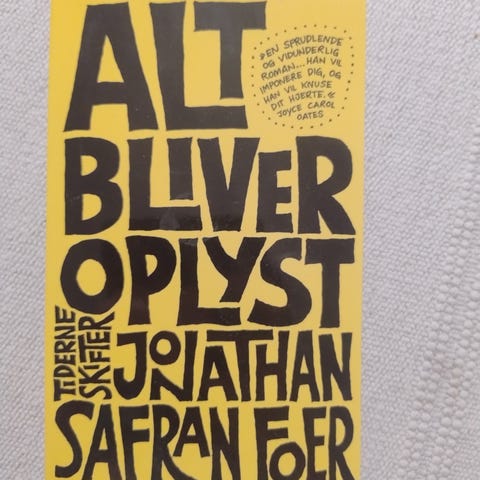 ALT
»EN SPRUDLENDE
OG VIDUNDERLIG
ROMAN... HAN VIL
IMPONERE DIG, OG
HAN VIL KNUSE
DIT HJERTE.«
JOYCE CAROL
OATES
BLIVER
OPLYST
TIDERNE
SKIFTER
JONATHAN
SAFRAN FOER